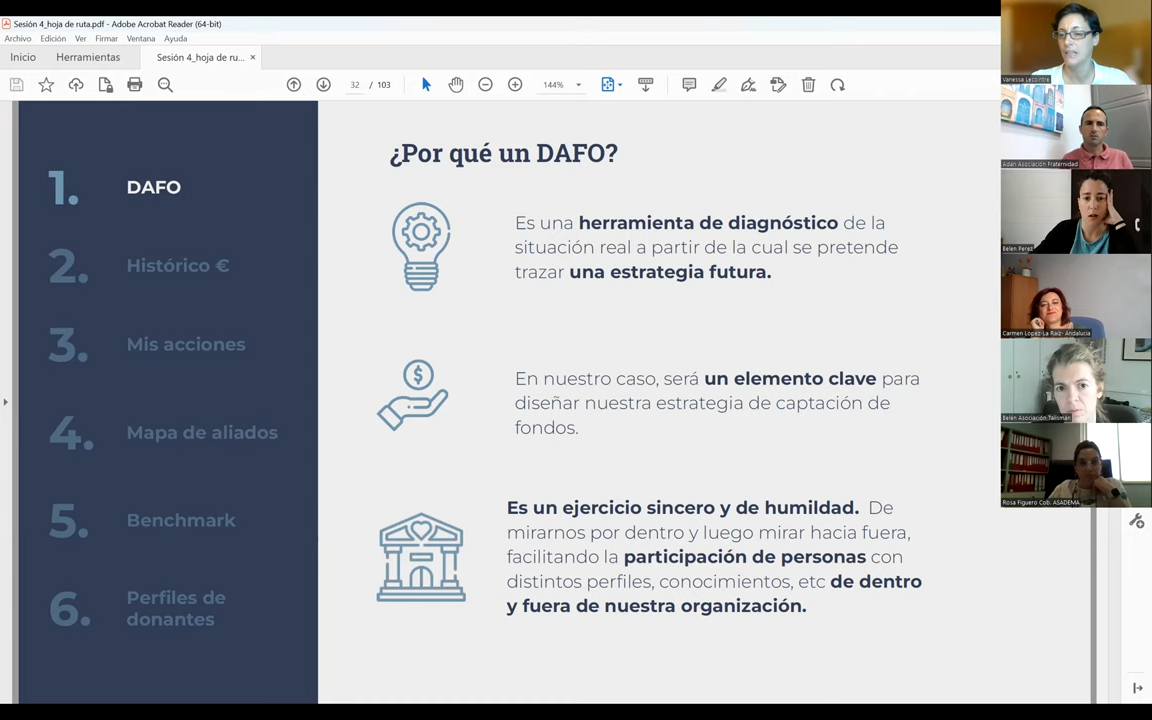 Sesión 4_hoja de ruta.pdf - Adobe Acrobat Reader (64-bit)
Archivo Edición Ver Firmar Ventana Ayuda
Inicio Herramientas Sesión 4_hoja de ru... ×
32 / 103 144%
1. DAFO
2. Histórico €
3. Mis acciones
4. Mapa de aliados
5. Benchmark
6. Perfiles de
donantes
¿Por qué un DAFO?
Es una herramienta de diagnóstico de la
situación real a partir de la cual se pretende
trazar una estrategia futura.
$
En nuestro caso, será un elemento clave para
diseñar nuestra estrategia de captación de
fondos.
Es un ejercicio sincero y de humildad. De
mirarnos por dentro y luego mirar hacia fuera,
facilitando la participación de personas con
distintos perfiles, conocimientos, etc de dentro
y fuera de nuestra organización.
Vanessa Lecointre
Adán Asociación Fraternidad
Belen Perez
Carmen Lopez-La Raiz- Andalucia
Belén Asociación Talismán
Rosa Figuero Cob. ASADEMA